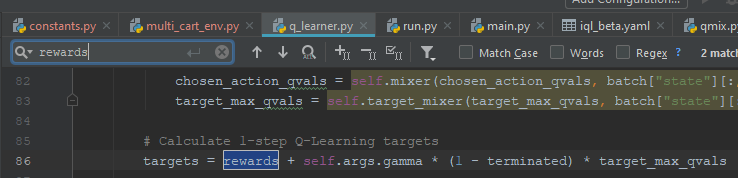 Add Configuration...
constants.py multi_cart_env.py q_learner.py run.py main.py iql_beta.yaml qmix.
rewards Match Case Words Regex ? 2 match
82 chosen_action_qvals = self.mixer(chosen_action_qvals, batch["state"][:,
83 target_max_qvals = self.target_mixer(target_max_qvals, batch["state"][
84
85 # Calculate 1-step Q-Learning targets
86 targets = rewards + self.args.gamma * (1 - terminated) * target_max_qvals